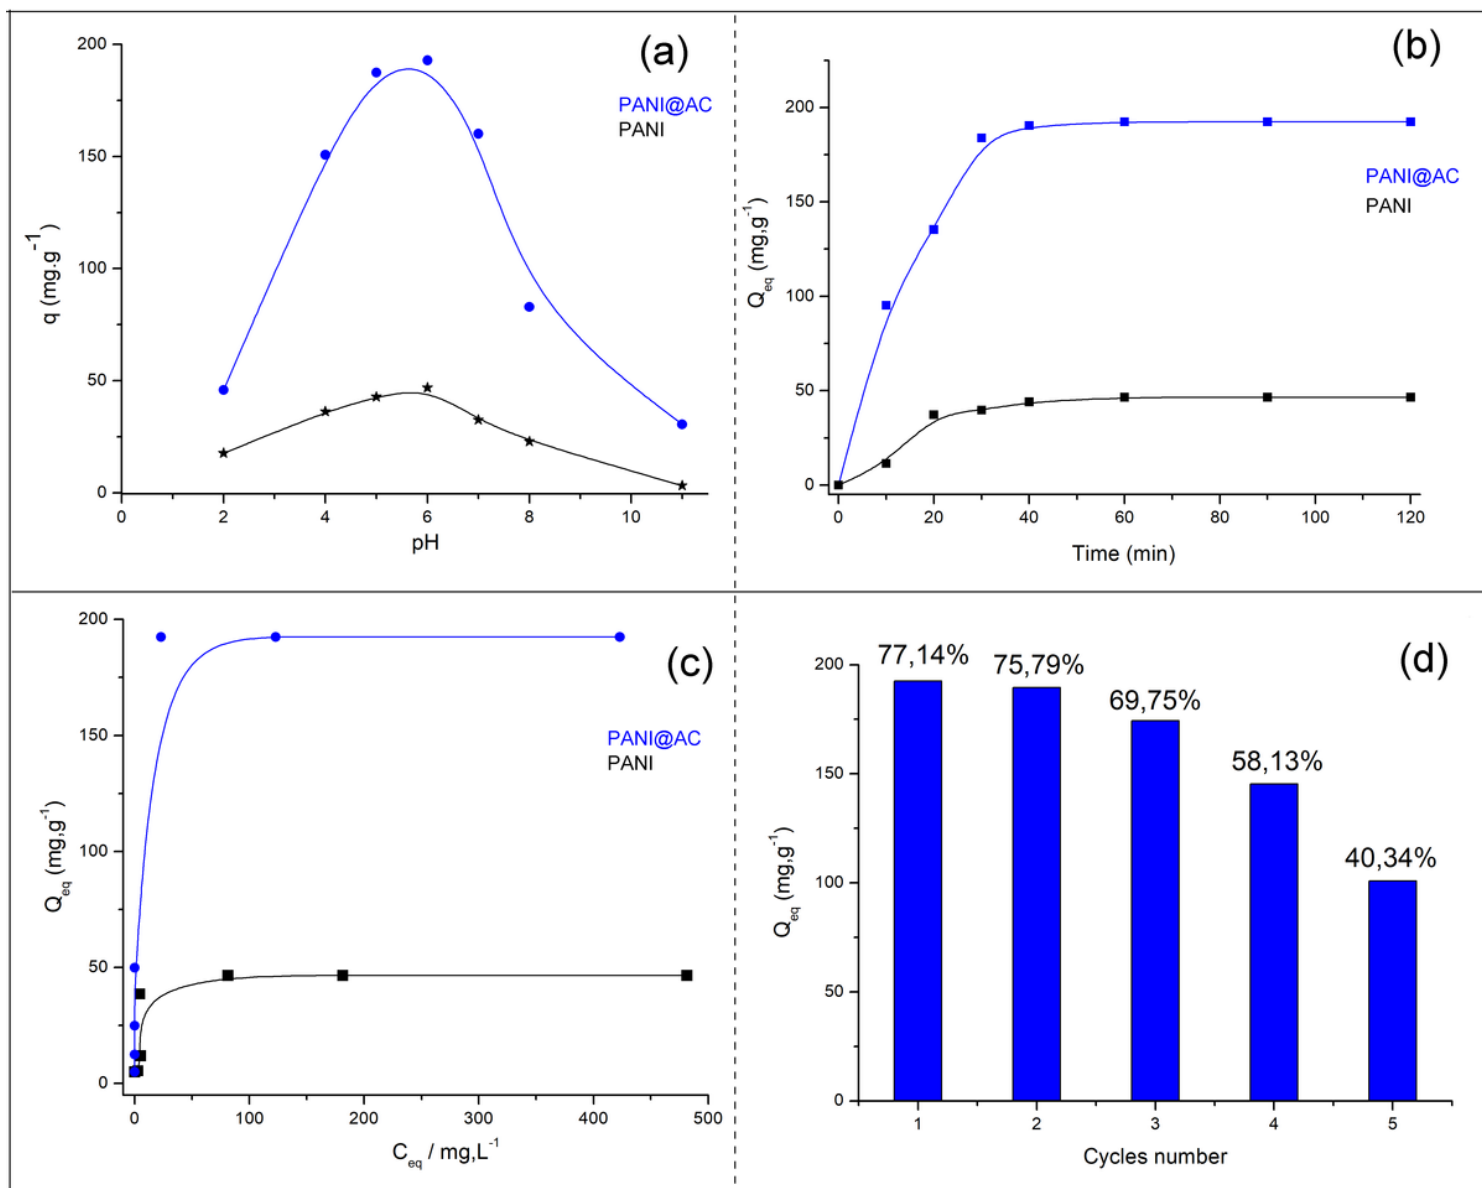 (a)
200
150
100
50
0
q (mg.g⁻¹)
PANI@AC
PANI
0 2 4 6 8 10
pH
(b)
200
150
100
50
0
Q_eq (mg,g⁻¹)
PANI@AC
PANI
0 20 40 60 80 100 120
Time (min)
(c)
200
150
100
50
0
Q_eq (mg,g⁻¹)
PANI@AC
PANI
0 100 200 300 400 500
C_eq / mg,L⁻¹
(d)
200
150
100
50
0
Q_eq (mg,g⁻¹)
77,14%
75,79%
69,75%
58,13%
40,34%
1 2 3 4 5
Cycles number